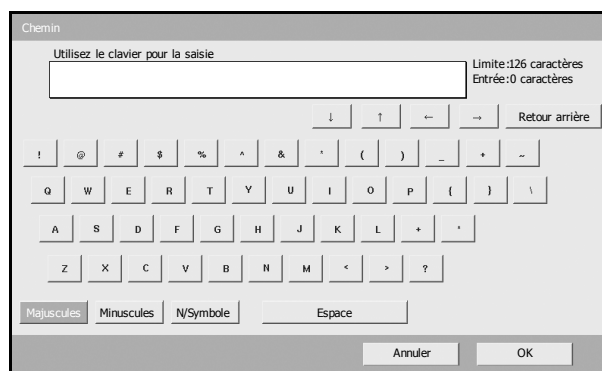 Chemin
Utilisez le clavier pour la saisie
Limite:126 caractères
Entrée:0 caractères
↓ ↑ ← → Retour arrière
! @ # $ % ^ & * ( ) _ + ~
Q W E R T Y U I O P { } \
A S D F G H J K L + '
Z X C V B N M < > ?
Majuscules Minuscules N/Symbole Espace
Annuler OK